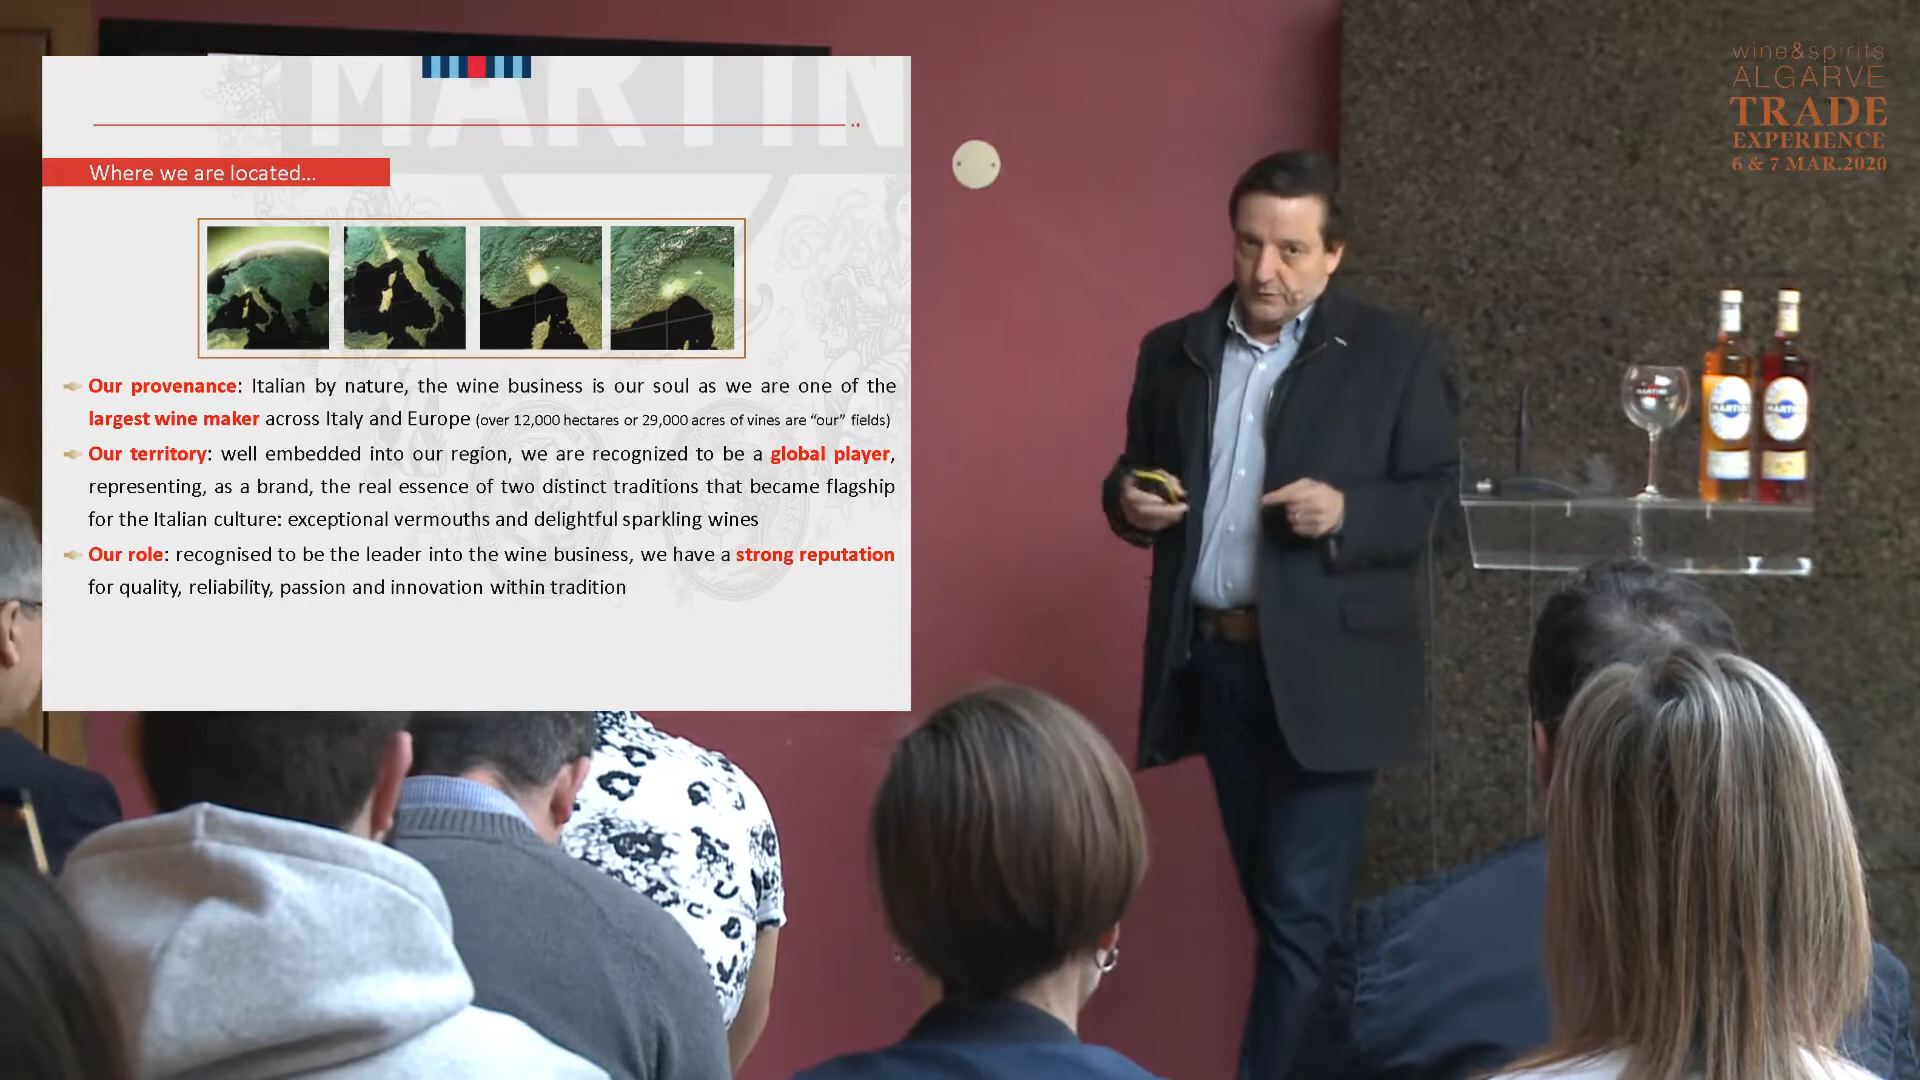 wine&spirits
ALGARVE
TRADE
EXPERIENCE
6 & 7 MAR.2020
MARTIN
Where we are located...
Our provenance: Italian by nature, the wine business is our soul as we are one of the
largest wine maker across Italy and Europe (over 12,000 hectares or 29,000 acres of vines are “our” fields)
Our territory: well embedded into our region, we are recognized to be a global player,
representing, as a brand, the real essence of two distinct traditions that became flagship
for the Italian culture: exceptional vermouths and delightful sparkling wines
Our role: recognised to be the leader into the wine business, we have a strong reputation
for quality, reliability, passion and innovation within tradition
MARTINI
MARTINI
MARTINI